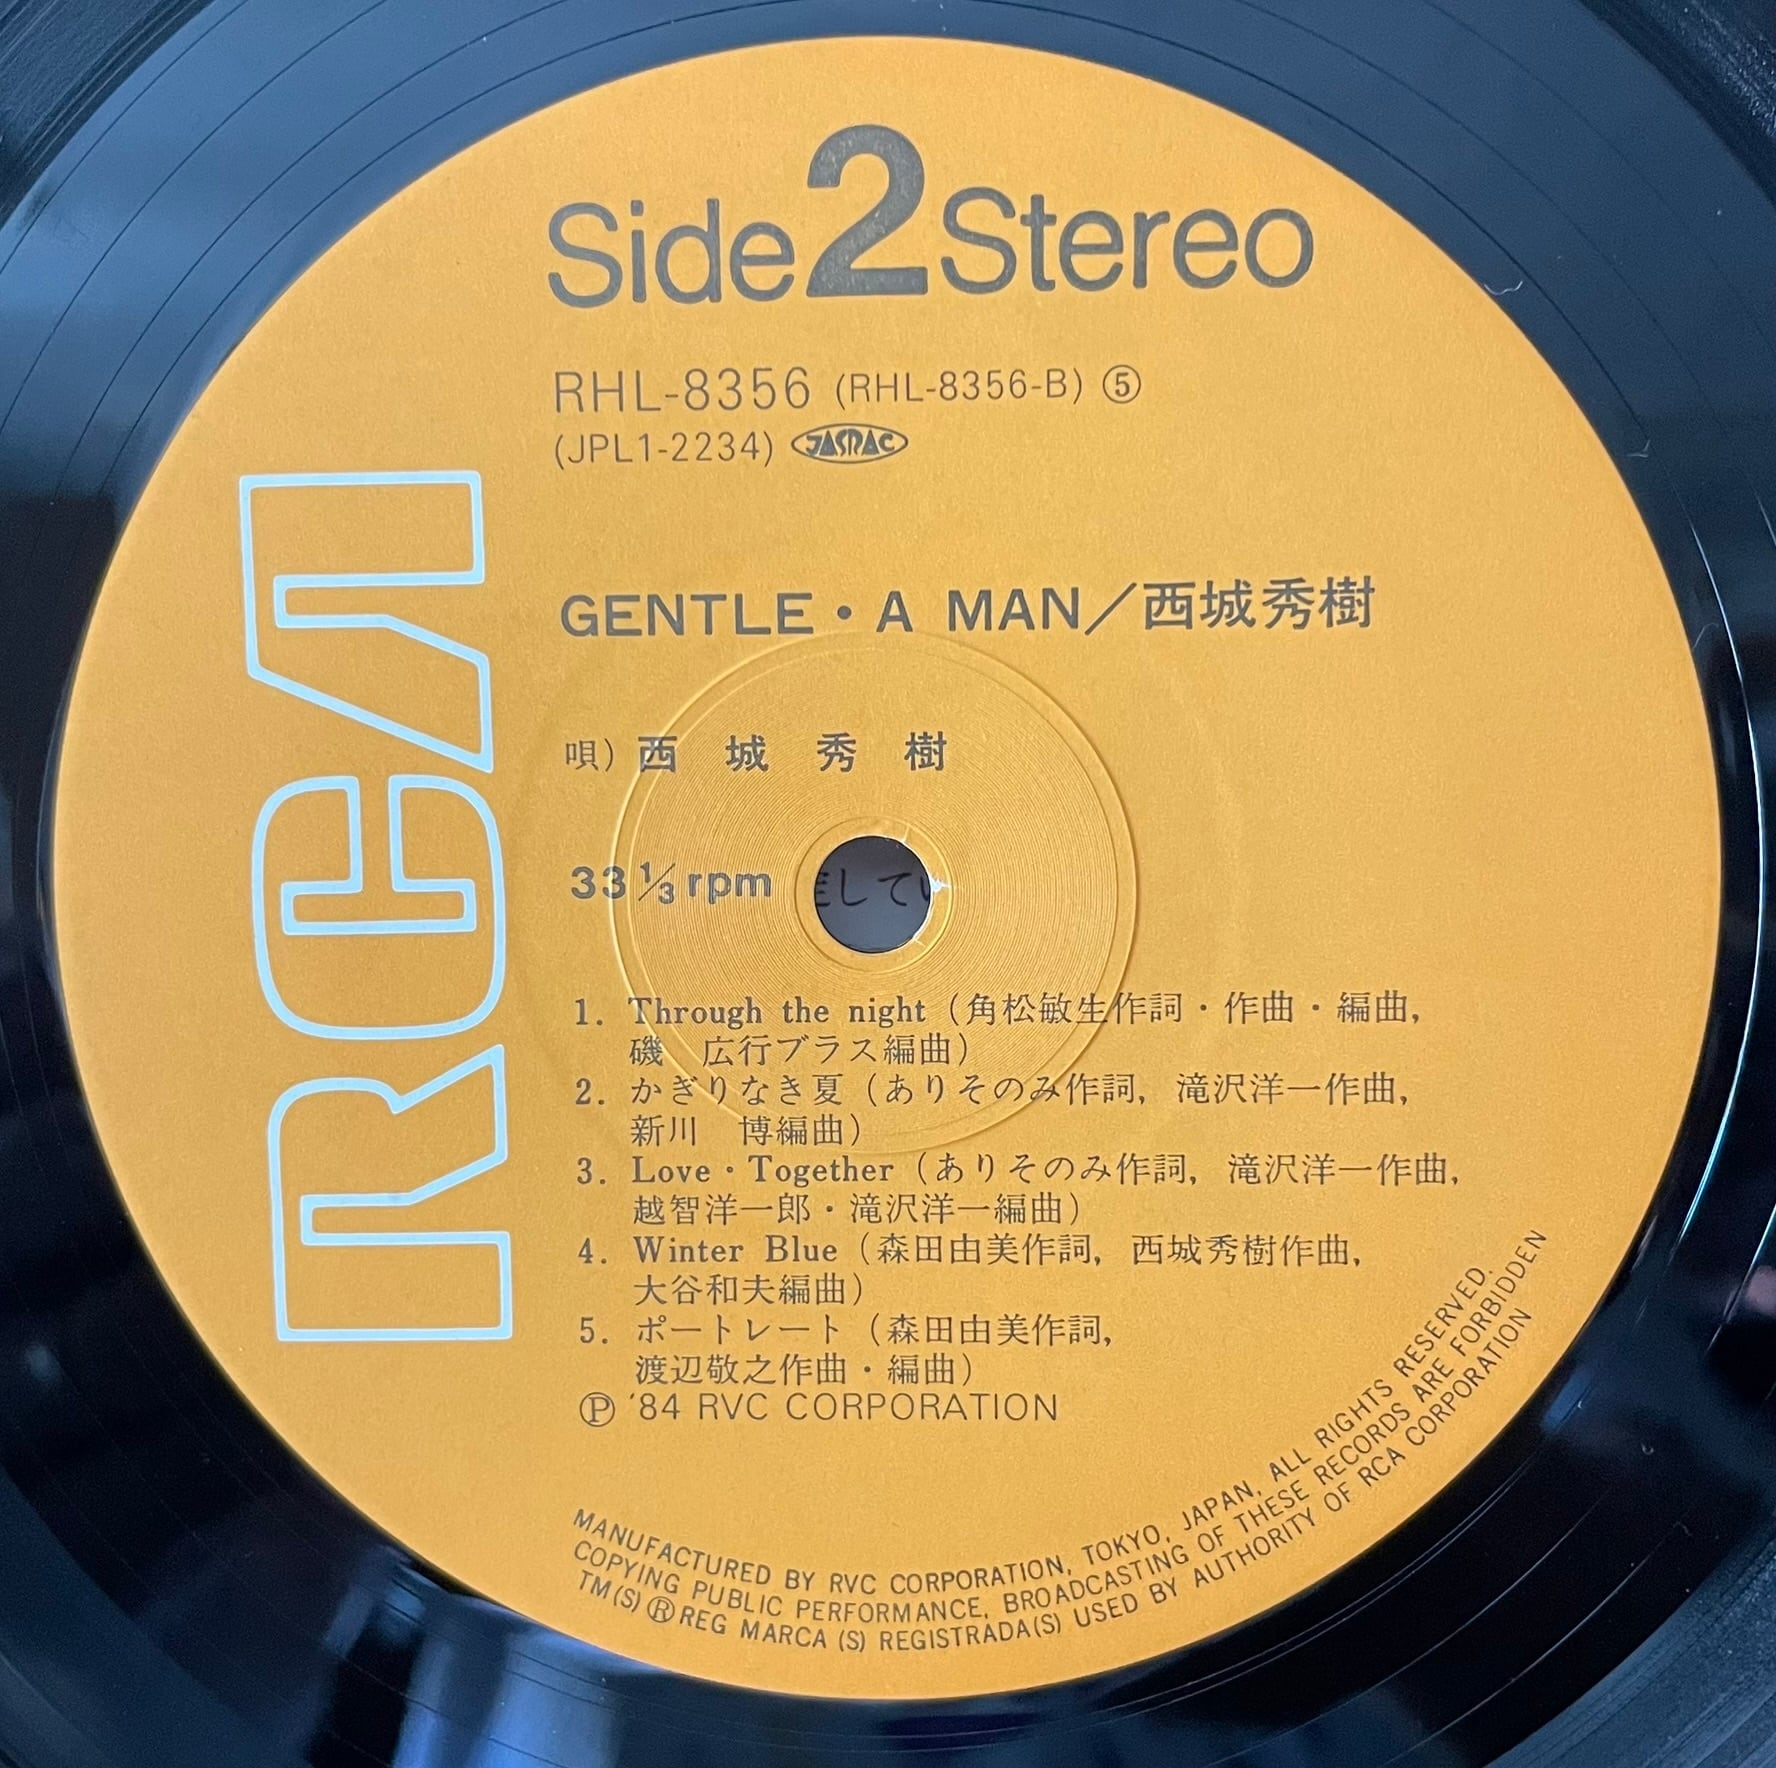 Side 2 Stereo
RHL-8356 (RHL-8356-B) ⑤
(JPL1-2234) JASRAC
RCA
GENTLE・A MAN／西城秀樹
唄) 西 城 秀 樹
33 1/3 rpm
してい
1. Through the night (角松敏生作詞・作曲・編曲,
磯 広行ブラス編曲)
2. かぎりなき夏 (ありそのみ作詞, 滝沢洋一作曲,
新川 博編曲)
3. Love・Together (ありそのみ作詞, 滝沢洋一作曲,
越智洋一郎・滝沢洋一編曲)
4. Winter Blue (森田由美作詞, 西城秀樹作曲,
大谷和夫編曲)
5. ポートレート (森田由美作詞,
渡辺敬之作曲・編曲)
Ⓟ '84 RVC CORPORATION
MANUFACTURED BY RVC CORPORATION, TOKYO, JAPAN, ALL RIGHTS RESERVED.
COPYING PUBLIC PERFORMANCE, BROADCASTING OF THESE RECORDS ARE FORBIDDEN
TM(S) ® REG MARCA (S) REGISTRADA(S) USED BY AUTHORITY OF RCA CORPORATION